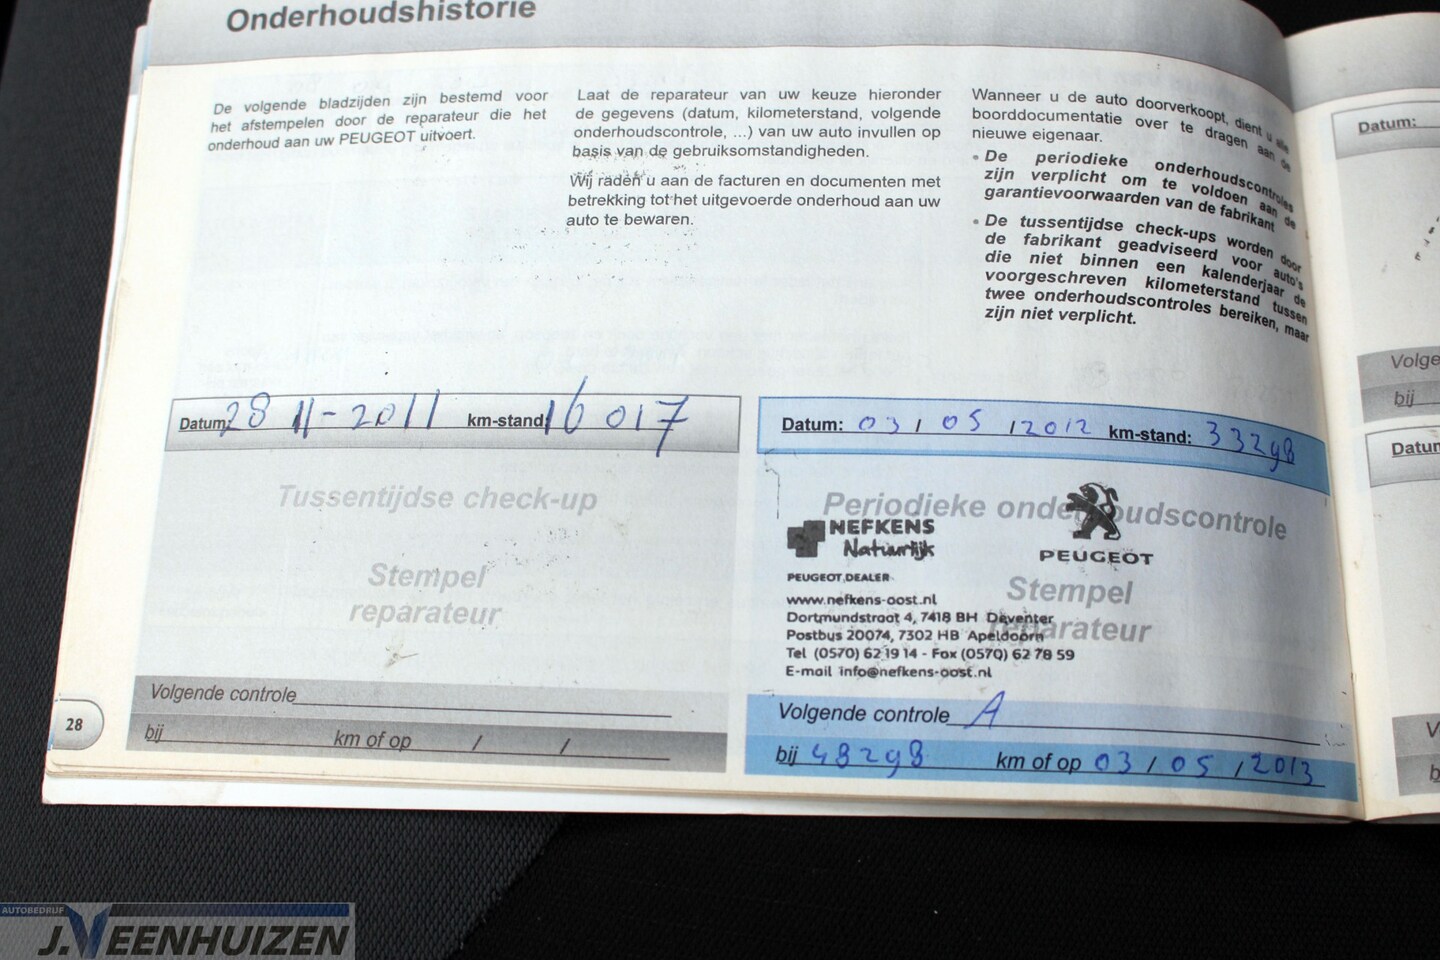 Onderhoudshistorie
De volgende bladzijden zijn bestemd voor
het afstempelen door de reparateur die het
onderhoud aan uw PEUGEOT uitvoert.
Laat de reparateur van uw keuze hieronder
de gegevens (datum, kilometerstand, volgende
onderhoudscontrole, ...) van uw auto invullen op
basis van de gebruiksomstandigheden.
Wij raden u aan de facturen en documenten met
betrekking tot het uitgevoerde onderhoud aan uw
auto te bewaren.
Wanneer u de auto doorverkoopt, dient u alle
boorddocumentatie over te dragen aan de
nieuwe eigenaar.
• De periodieke onderhoudscontroles
zijn verplicht om te voldoen aan de
garantievoorwaarden van de fabrikant
• De tussentijdse check-ups worden door
de fabrikant geadviseerd voor auto's
die niet binnen een kalenderjaar de
voorgeschreven kilometerstand tussen
twee onderhoudscontroles bereiken, maar
zijn niet verplicht.
Datum: 28 11-2011 km-stand: 16 017
Tussentijdse check-up
Stempel
reparateur
Volgende controle
bij km of op / /
28
Datum: 03 / 05 / 2012 km-stand: 33298
Periodieke onderhoudscontrole
NEFKENS
Natuurlijk
PEUGEOT
PEUGEOT DEALER
Stempel
reparateur
www.nefkens-oost.nl
Dortmundstraat 4, 7418 BH Deventer
Postbus 20074, 7302 HB Apeldoorn
Tel (0570) 62 19 14 - Fax (0570) 62 78 59
E-mail info@nefkens-oost.nl
Volgende controle A
bij 48298 km of op 03 / 05 / 2013
Datum:
Volge
bij
Datum
V
b
AUTOBEDRIJF
J.VEENHUIZEN